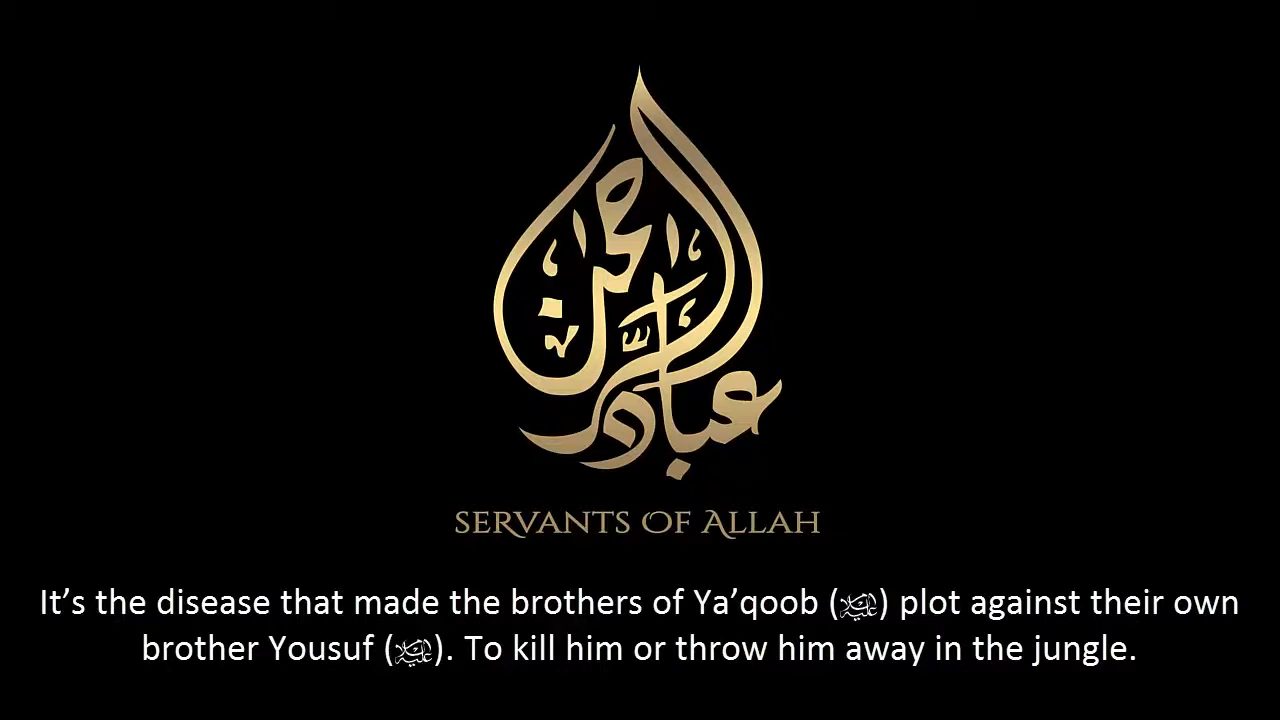 عباد الرحمن
SERVANTS OF ALLAH
It’s the disease that made the brothers of Ya’qoob (عليه السلام) plot against their own
brother Yousuf (عليه السلام). To kill him or throw him away in the jungle.